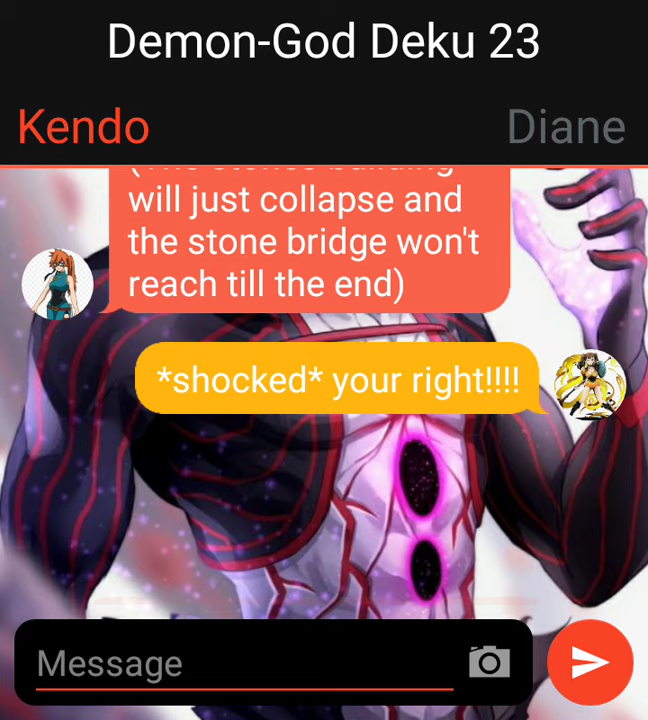 Demon-God Deku 23
Kendo
Diane
will just collapse and
the stone bridge won't
reach till the end)
*shocked* your right!!!!
Message